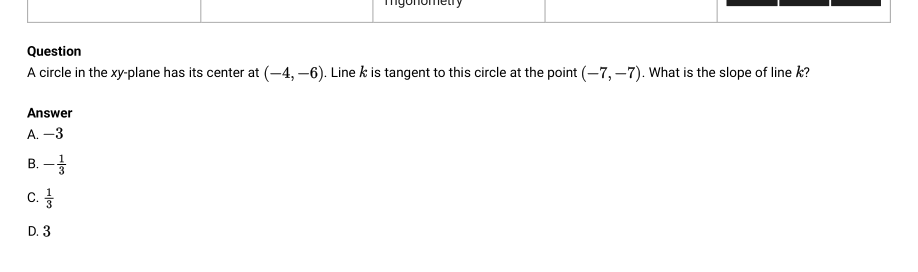 Trigonometry
Question
A circle in the xy-plane has its center at (−4, −6). Line k is tangent to this circle at the point (−7, −7). What is the slope of line k?
Answer
A. −3
B. −1/3
C. 1/3
D. 3